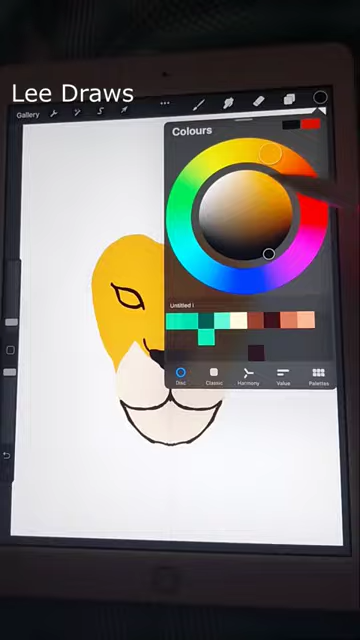 Lee Draws
Gallery
Colours
Untitled
Disc
Classic
Harmony
Value
Palettes